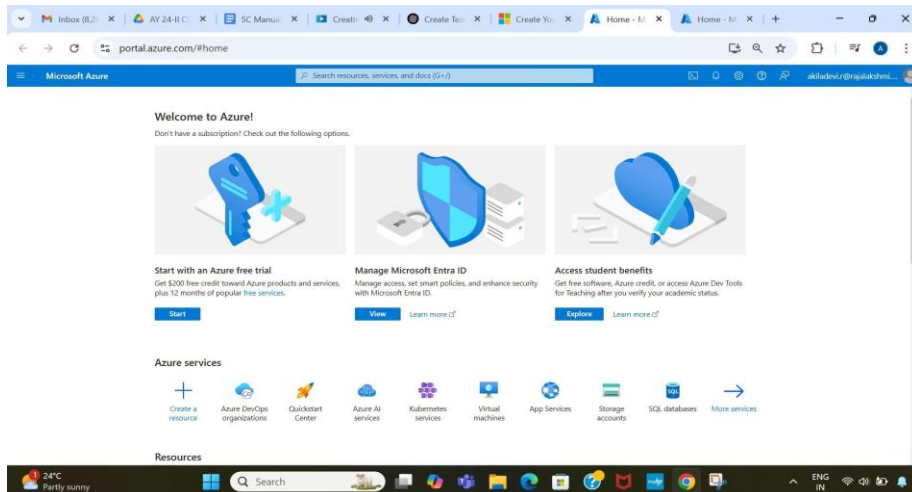 Inbox (8,2
AY 24-II C
SC Manua
Creatin
Create Tea
Create You
Home - M
Home - M
portal.azure.com/#home
Microsoft Azure
Search resources, services, and docs (G+/)
akiladevi.r@rajalakshmi....
Welcome to Azure!
Don't have a subscription? Check out the following options.
Start with an Azure free trial
Get $200 free credit toward Azure products and services,
plus 12 months of popular free services.
Start
Manage Microsoft Entra ID
Manage access, set smart policies, and enhance security
with Microsoft Entra ID.
View Learn more
Access student benefits
Get free software, Azure credit, or access Azure Dev Tools
for Teaching after you verify your academic status.
Explore Learn more
Azure services
Create a
resource
Azure DevOps
organizations
Quickstart
Center
Azure AI
services
Kubernetes
services
Virtual
machines
App Services
Storage
accounts
SQL
SQL databases
More services
Resources
24°C
Partly sunny
Search
ENG
IN